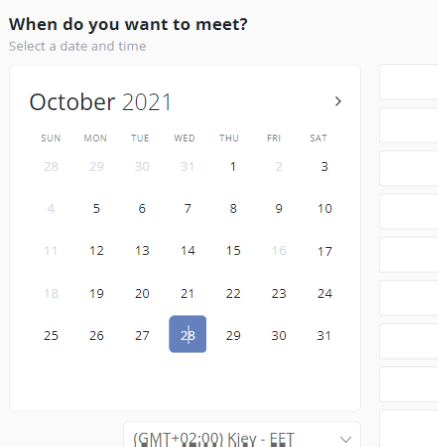 When do you want to meet?
Select a date and time
October 2021
SUN MON TUE WED THU FRI SAT
28 29 30 31 1 2 3
4 5 6 7 8 9 10
11 12 13 14 15 16 17
18 19 20 21 22 23 24
25 26 27 28 29 30 31
(GMT+02:00) Kiev - EET